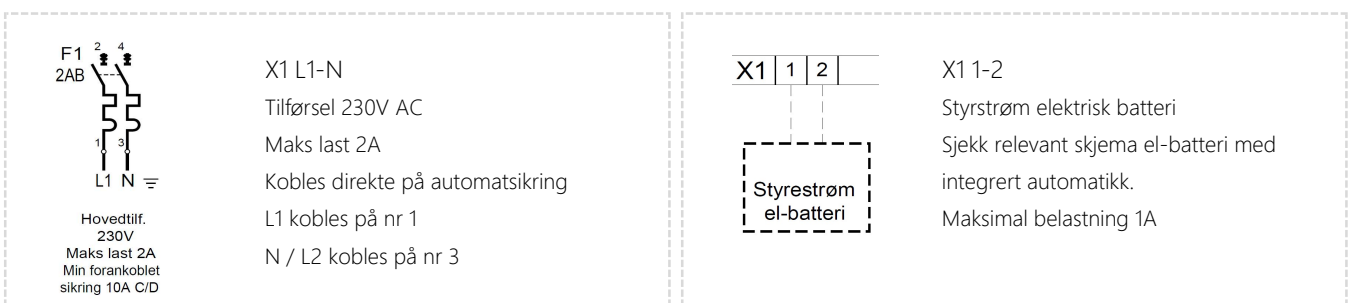 F1
2AB
2 4
1 3
L1 N
Hovedtilf.
230V
Maks last 2A
Min forankoblet
sikring 10A C/D
X1 L1-N
Tilførsel 230V AC
Maks last 2A
Kobles direkte på automatsikring
L1 kobles på nr 1
N / L2 kobles på nr 3
X1 1 2
Styrestrøm
el-batteri
X1 1-2
Styrstrøm elektrisk batteri
Sjekk relevant skjema el-batteri med
integrert automatikk.
Maksimal belastning 1A